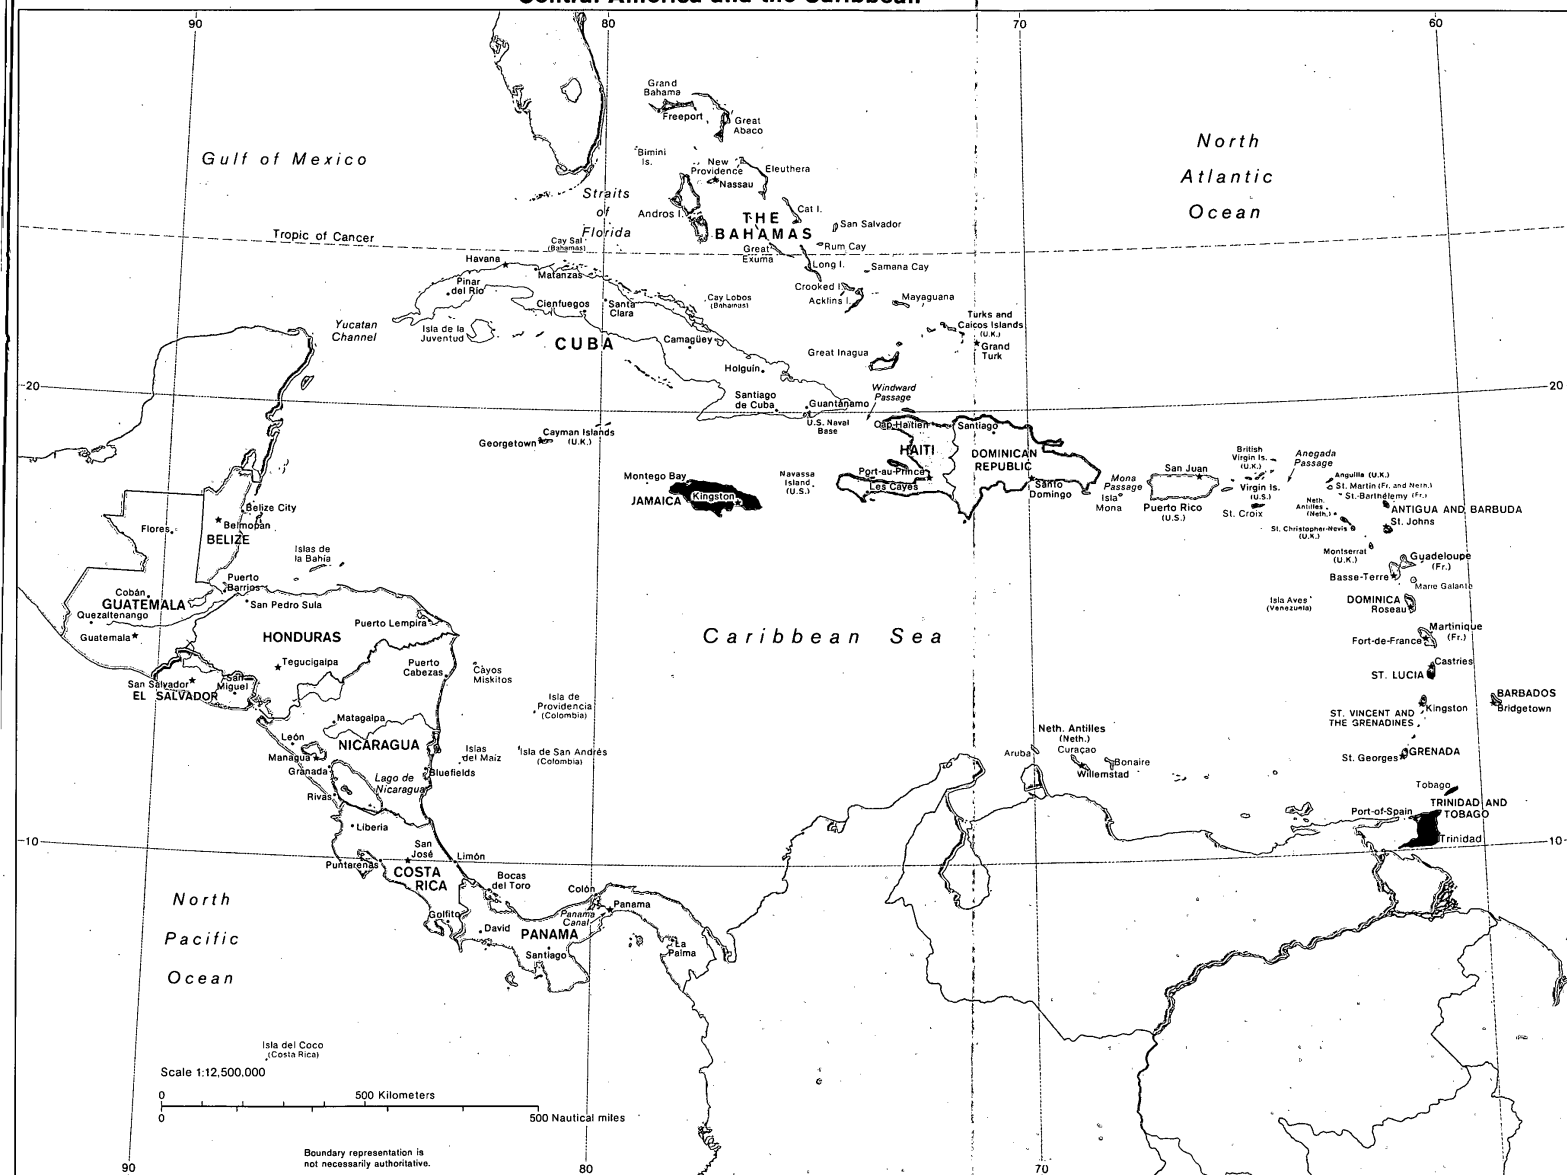 Central America and the Caribbean
90
80
70
60
Grand
Bahama
Freeport
Great
Abaco
North
Atlantic
Ocean
Gulf of Mexico
Bimini
Is.
New
Providence
Nassau
Eleuthera
Straits
of
Florida
Andros I.
Cat I.
THE
BAHAMAS
San Salvador
Tropic of Cancer
Cay Sal
(Bahamas)
Great
Exuma
Rum Cay
Havana
Matanzas
Long I.
Samana Cay
Pinar
del Río
Crooked I.
Acklins I.
Mayaguana
Cienfuegos
Santa
Clara
Cay Lobos
(Bahamas)
Turks and
Caicos Islands
(U.K.)
Grand
Turk
Yucatan
Channel
Isla de la
Juventud
CUBA
Camagüey
Great Inagua
Holguín
20
20
Windward
Passage
Santiago
de Cuba
Guantánamo
U.S. Naval
Base
Georgetown
Cayman Islands
(U.K.)
Cap-Haïtien
Santiago
HAITI
DOMINICAN
REPUBLIC
Port-au-Prince
Les Cayes
Santo
Domingo
Montego Bay
JAMAICA
Kingston
Navassa
Island
(U.S.)
Mona
Passage
Isla
Mona
San Juan
Puerto Rico
(U.S.)
British
Virgin Is.
(U.K.)
Virgin Is.
(U.S.)
St. Croix
Anegada
Passage
Anguilla (U.K.)
St. Martin (Fr. and Neth.)
St.-Barthélemy (Fr.)
Neth.
Antilles
(Neth.)
ANTIGUA AND BARBUDA
St. Johns
St. Christopher-Nevis
(U.K.)
Montserrat
(U.K.)
Guadeloupe
(Fr.)
Basse-Terre
Marie Galante
Isla Aves
(Venezuela)
DOMINICA
Roseau
Martinique
(Fr.)
Fort-de-France
Castries
ST. LUCIA
BARBADOS
Bridgetown
Kingston
ST. VINCENT AND
THE GRENADINES
GRENADA
St. Georges
Tobago
TRINIDAD AND
TOBAGO
Port-of-Spain
Trinidad
Belize City
Belmopan
BELIZE
Flores
Islas de
la Bahía
Puerto
Barrios
Cobán
GUATEMALA
Quezaltenango
Guatemala
San Pedro Sula
Puerto Lempira
HONDURAS
Tegucigalpa
Caribbean Sea
Puerto
Cabezas
Cayos
Miskitos
San Salvador
San
Miguel
EL SALVADOR
Isla de
Providencia
(Colombia)
Matagalpa
León
NICARAGUA
Managua
Granada
Islas
del Maíz
Isla de San Andrés
(Colombia)
Bluefields
Lago de
Nicaragua
Rivas
Neth. Antilles
(Neth.)
Aruba
Curaçao
Bonaire
Willemstad
Liberia
10
10
San
José
Limón
Puntarenas
COSTA
RICA
Bocas
del Toro
Colón
Golfito
Panama
Canal
Panama
David
PANAMA
Santiago
La
Palma
North
Pacific
Ocean
Isla del Coco
(Costa Rica)
Scale 1:12,500,000
0
500 Kilometers
0
500 Nautical miles
Boundary representation is
not necessarily authoritative.
90
80
70